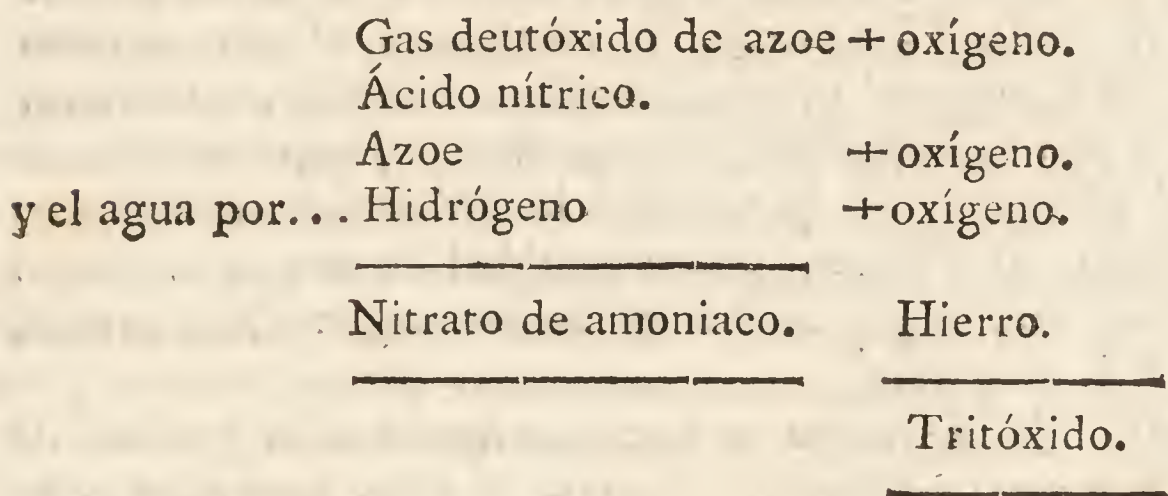 Gas deutóxido de azoe + oxígeno.
Ácido nítrico.
Azoe + oxígeno.
y el agua por... Hidrógeno + oxígeno.
Nitrato de amoniaco. Hierro.
Tritóxido.